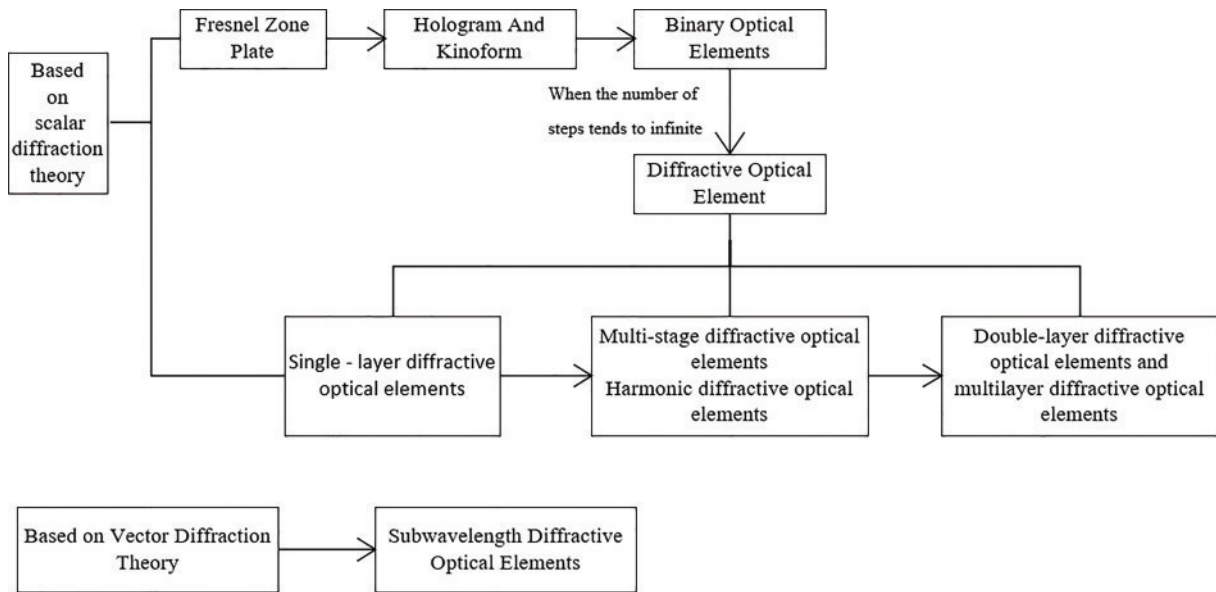 Based
on
scalar
diffraction
theory
Fresnel Zone
Plate
Hologram And
Kinoform
Binary Optical
Elements
When the number of
steps tends to infinite
Diffractive Optical
Element
Single - layer diffractive
optical elements
Multi-stage diffractive optical
elements
Harmonic diffractive optical
elements
Double-layer diffractive
optical elements and
multilayer diffractive optical
elements
Based on Vector Diffraction
Theory
Subwavelength Diffractive
Optical Elements